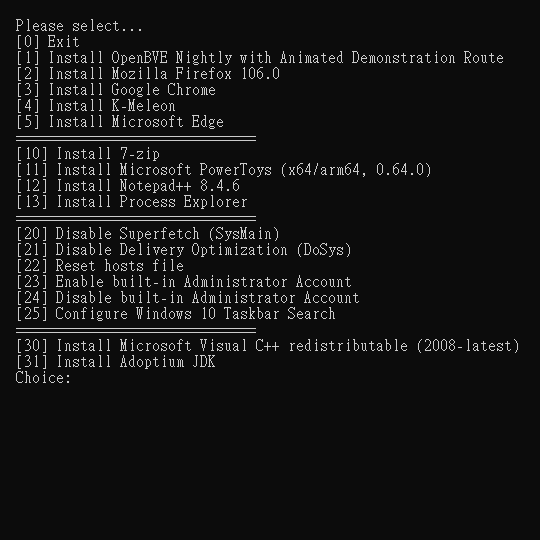 Please select...
[0] Exit
[1] Install OpenBVE Nightly with Animated Demonstration Route
[2] Install Mozilla Firefox 106.0
[3] Install Google Chrome
[4] Install K-Meleon
[5] Install Microsoft Edge
==============================
[10] Install 7-zip
[11] Install Microsoft PowerToys (x64/arm64, 0.64.0)
[12] Install Notepad++ 8.4.6
[13] Install Process Explorer
==============================
[20] Disable Superfetch (SysMain)
[21] Disable Delivery Optimization (DoSys)
[22] Reset hosts file
[23] Enable built-in Administrator Account
[24] Disable built-in Administrator Account
[25] Configure Windows 10 Taskbar Search
==============================
[30] Install Microsoft Visual C++ redistributable (2008-latest)
[31] Install Adoptium JDK
Choice: